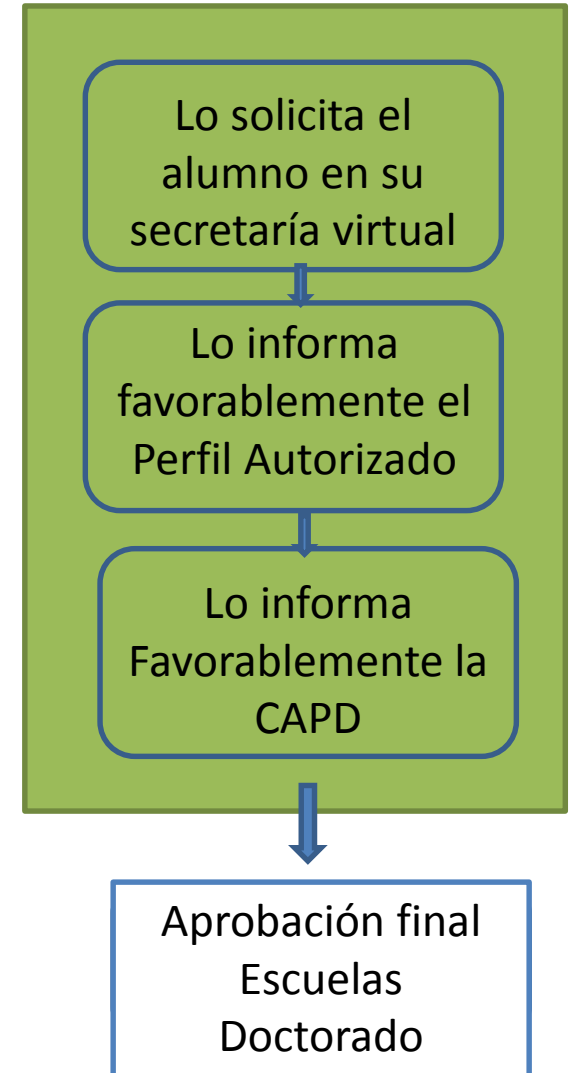 Lo solicita el
alumno en su
secretaría virtual
Lo informa
favorablemente el
Perfil Autorizado
Lo informa
Favorablemente la
CAPD
Aprobación final
Escuelas
Doctorado